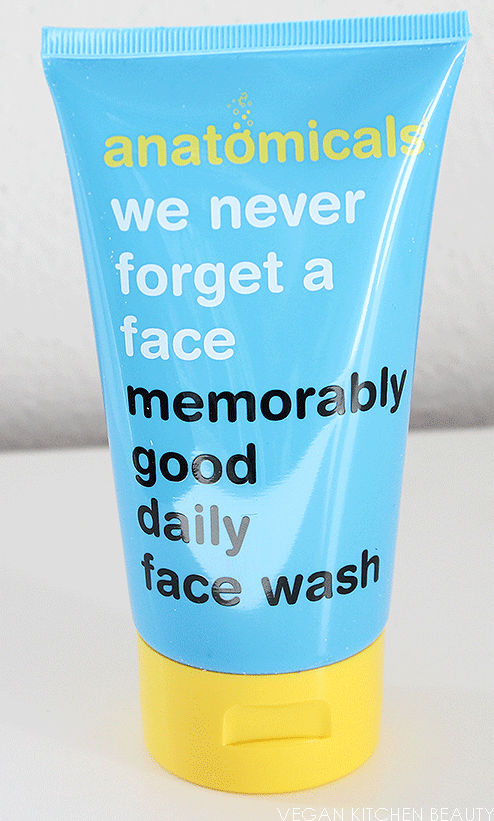 anatomicals
we never
forget a
face
memorably
good
daily
face wash
VEGAN KITCHEN BEAUTY